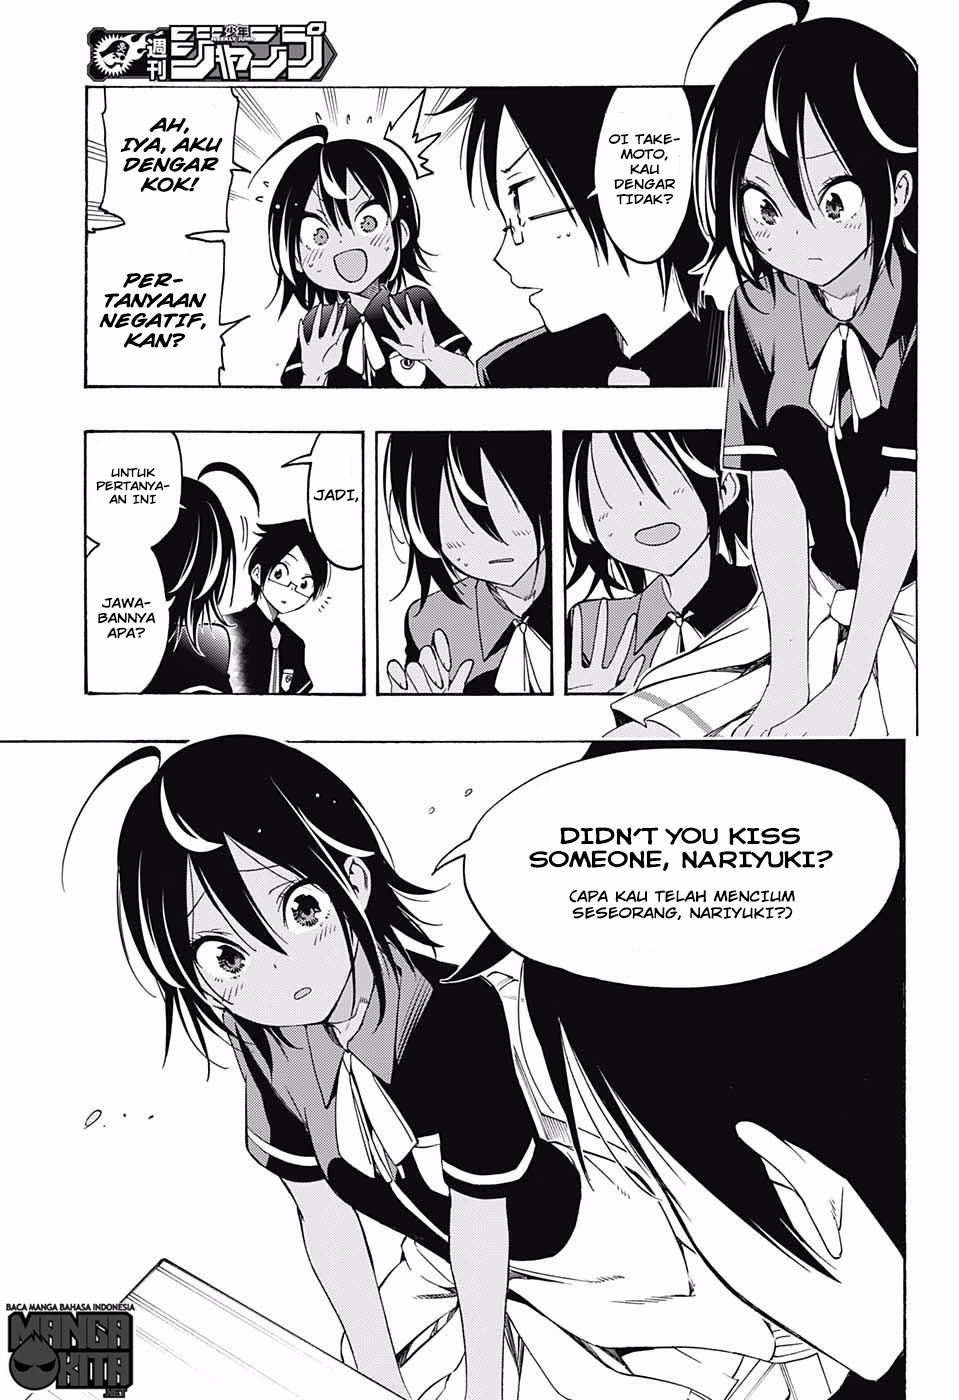 週刊
少年
ジャンプ
OI TAKE-
MOTO,
KAU
DENGAR
TIDAK?
AH,
IYA, AKU
DENGAR
KOK!
PER-
TANYAAN
NEGATIF,
KAN?
JADI,
UNTUK
PERTANYA-
AN INI
JAWA-
BANNYA
APA?
DIDN'T YOU KISS
SOMEONE, NARIYUKI?
(APA KAU TELAH MENCIUM
SESEORANG, NARIYUKI?)
BACA MANGA BAHASA INDONESIA
MANGA
KITA
.NET